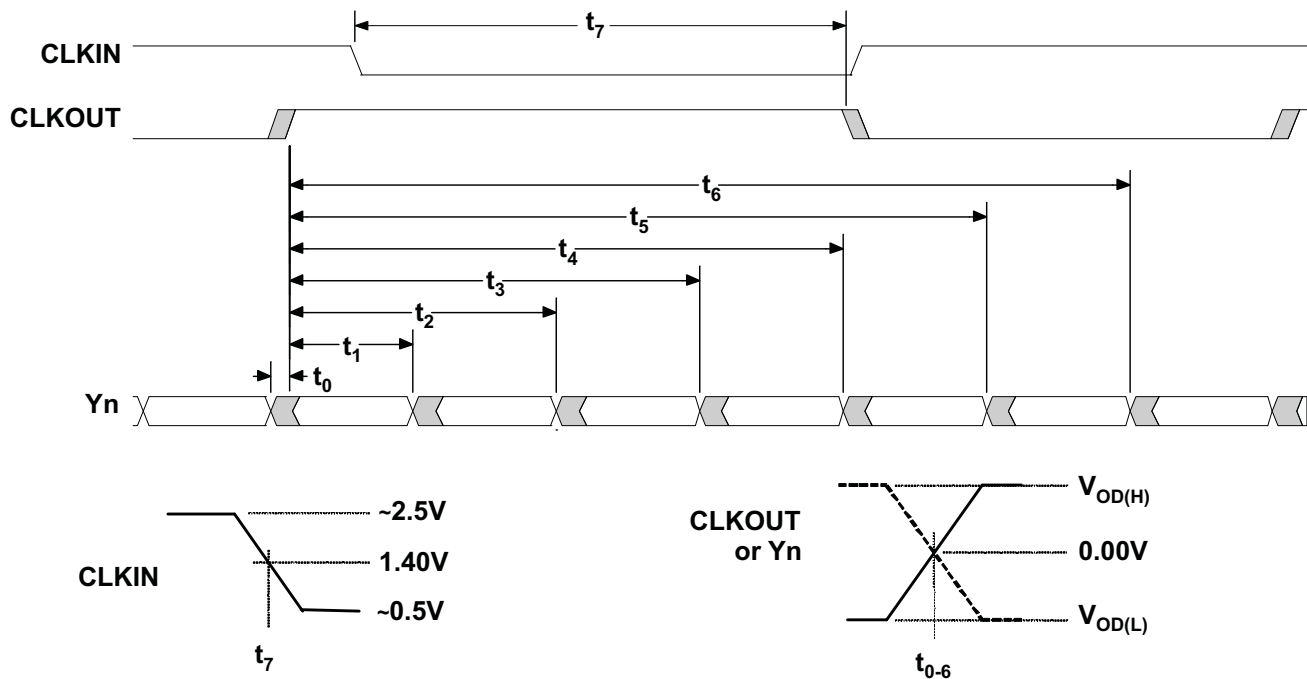 t7
CLKIN
CLKOUT
t6
t5
t4
t3
t2
t1
t0
Yn
~2.5V
1.40V
~0.5V
CLKIN
t7
CLKOUT
or Yn
VOD(H)
0.00V
VOD(L)
t0-6